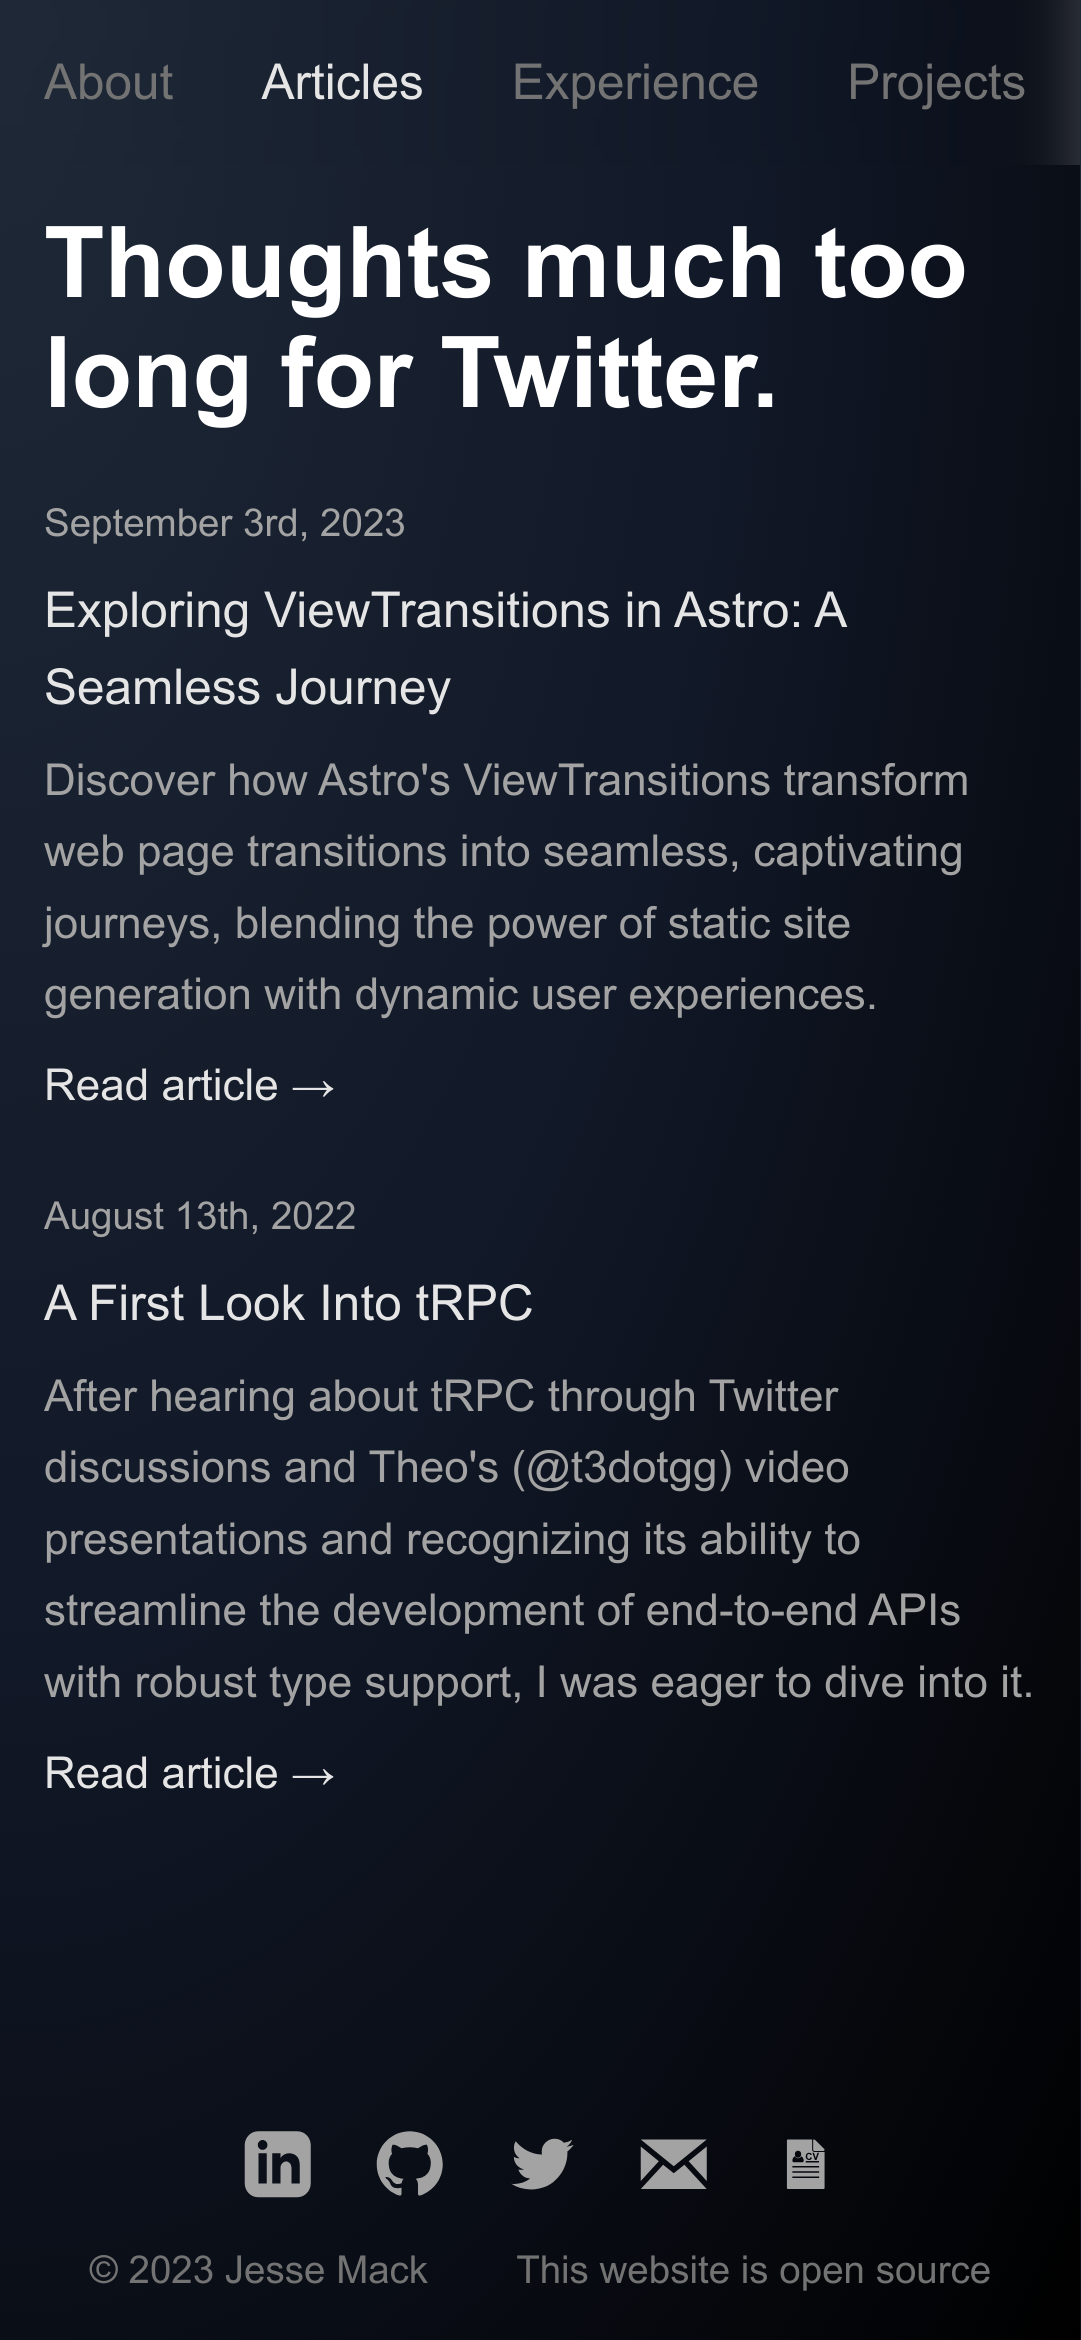 About Articles Experience Projects
Thoughts much too
long for Twitter.
September 3rd, 2023
Exploring ViewTransitions in Astro: A
Seamless Journey
Discover how Astro's ViewTransitions transform
web page transitions into seamless, captivating
journeys, blending the power of static site
generation with dynamic user experiences.
Read article →
August 13th, 2022
A First Look Into tRPC
After hearing about tRPC through Twitter
discussions and Theo's (@t3dotgg) video
presentations and recognizing its ability to
streamline the development of end-to-end APIs
with robust type support, I was eager to dive into it.
Read article →
in
CV
© 2023 Jesse Mack This website is open source